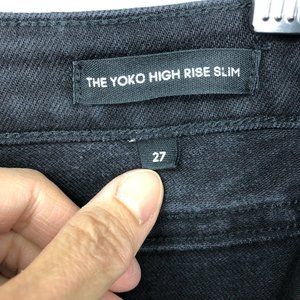 THE YOKO HIGH RISE SLIM
27